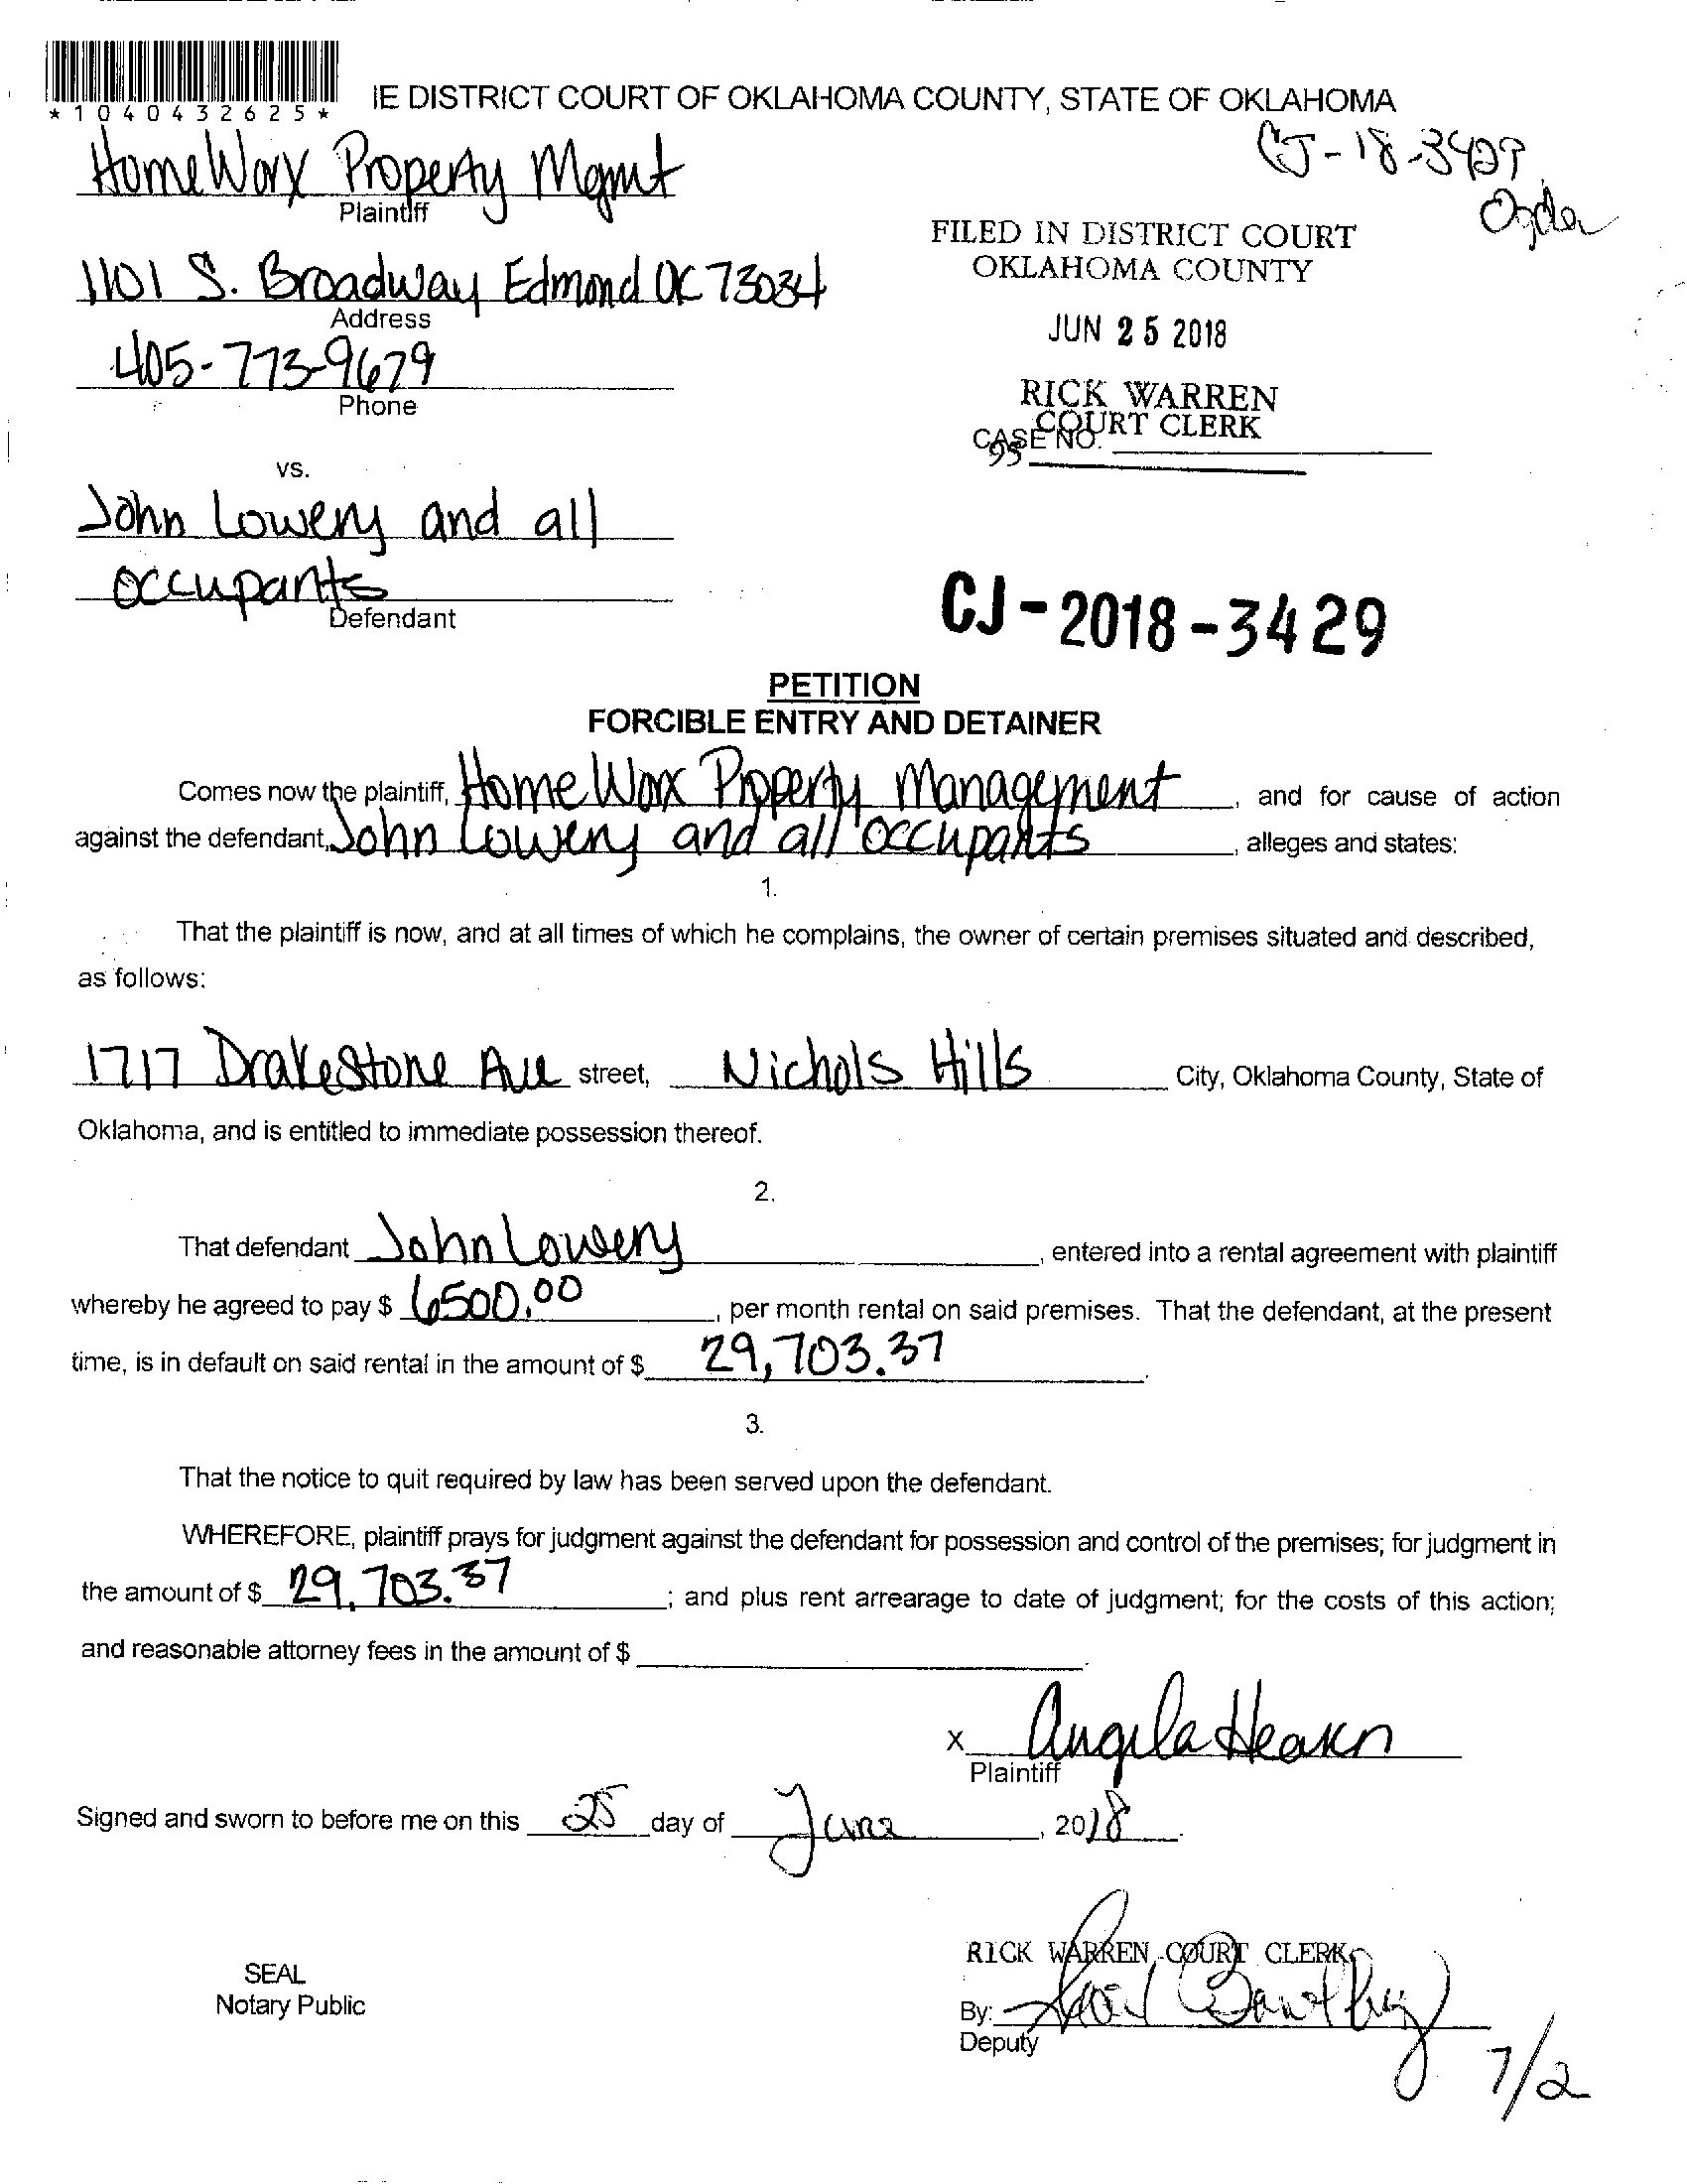 *1040432625*
IE DISTRICT COURT OF OKLAHOMA COUNTY, STATE OF OKLAHOMA
CJ-18-3429
HomeWorx Property Mgmt
Plaintiff
FILED IN DISTRICT COURT
OKLAHOMA COUNTY
1101 S. Broadway Edmond OK 73034
Address
JUN 25 2018
405-773-9679
Phone
RICK WARREN
COURT CLERK
CASE NO.
95
vs.
John Lowery and all
occupants
Defendant
CJ-2018-3429
PETITION
FORCIBLE ENTRY AND DETAINER
Comes now the plaintiff, HomeWorx Property Management, and for cause of action
against the defendant, John Lowery and all occupants, alleges and states:
1.
That the plaintiff is now, and at all times of which he complains, the owner of certain premises situated and described,
as follows:
1717 Drakestone Ave street, Nichols Hills City, Oklahoma County, State of
Oklahoma, and is entitled to immediate possession thereof.
2.
That defendant John Lowery, entered into a rental agreement with plaintiff
whereby he agreed to pay $ 6500.00, per month rental on said premises. That the defendant, at the present
time, is in default on said rental in the amount of $ 29,703.37.
3.
That the notice to quit required by law has been served upon the defendant.
WHEREFORE, plaintiff prays for judgment against the defendant for possession and control of the premises; for judgment in
the amount of $ 29,703.37; and plus rent arrearage to date of judgment; for the costs of this action;
and reasonable attorney fees in the amount of $ .
x Angela Hearn
Plaintiff
Signed and sworn to before me on this 25 day of June, 2018.
RICK WARREN, COURT CLERK
SEAL
Notary Public
By:
Deputy
7/2